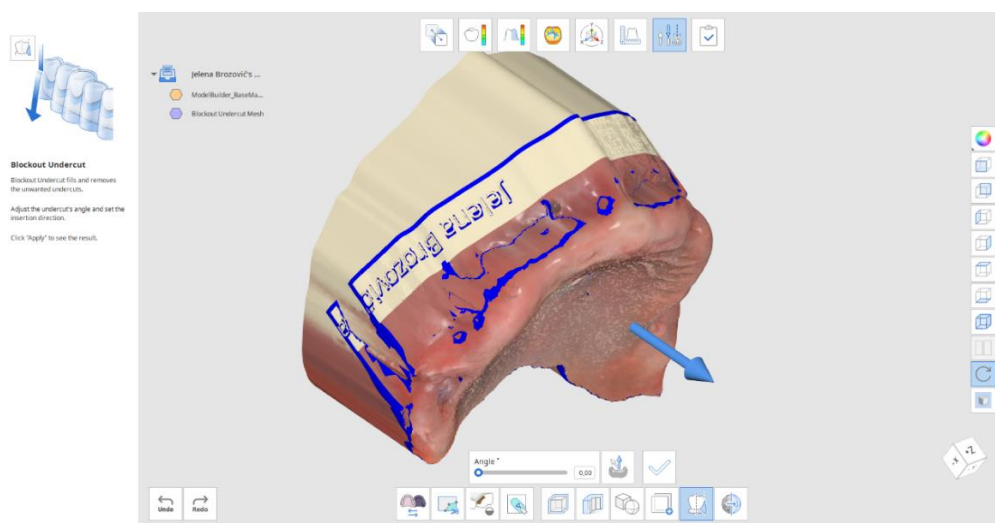 Blockout Undercut
Blockout Undercut fills and removes
the unwanted undercuts.
Adjust the undercut's angle and set the
insertion direction.
Click "Apply" to see the result.
Jelena Brozović's ...
ModelBuilder_BaseMa...
Blockout Undercut Mesh
Jelena Brozović
Angle °
0,00
Undo
Redo
-X
+Z